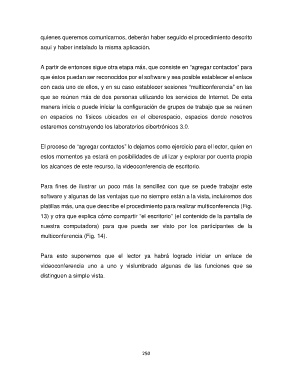 quienes queremos comunicarnos, deberán haber seguido el procedimiento descrito
aquí y haber instalado la misma aplicación.
A partir de entonces sigue otra etapa más, que consiste en "agregar contactos" para
que éstos puedan ser reconocidos por el software y sea posible establecer el enlace
con cada uno de ellos, y en su caso establecer sesiones "multiconferencia" en las
que se reúnen más de dos personas utilizando los servicios de Internet. De esta
manera inicia o puede iniciar la configuración de grupos de trabajo que se reúnen
en espacios no físicos ubicados en el ciberespacio, espacios donde nosotros
estaremos construyendo los laboratorios cibertrónicos 3.0.
El proceso de "agregar contactos" lo dejamos como ejercicio para el lector, quien en
estos momentos ya estará en posibilidades de utilizar y explorar por cuenta propia
los alcances de este recurso, la videoconferencia de escritorio.
Para fines de ilustrar un poco más la sencillez con que se puede trabajar este
software y algunas de las ventajas que no siempre están a la vista, incluiremos dos
platillas más, una que describe el procedimiento para realizar multiconferencia (Fig.
13) y otra que explica cómo compartir "el escritorio" (el contenido de la pantalla de
nuestra computadora) para que pueda ser visto por los participantes de la
multiconferencia (Fig. 14).
Para esto suponemos que el lector ya habrá logrado iniciar un enlace de
videoconferencia uno a uno y vislumbrado algunas de las funciones que se
distinguen a simple vista.
250